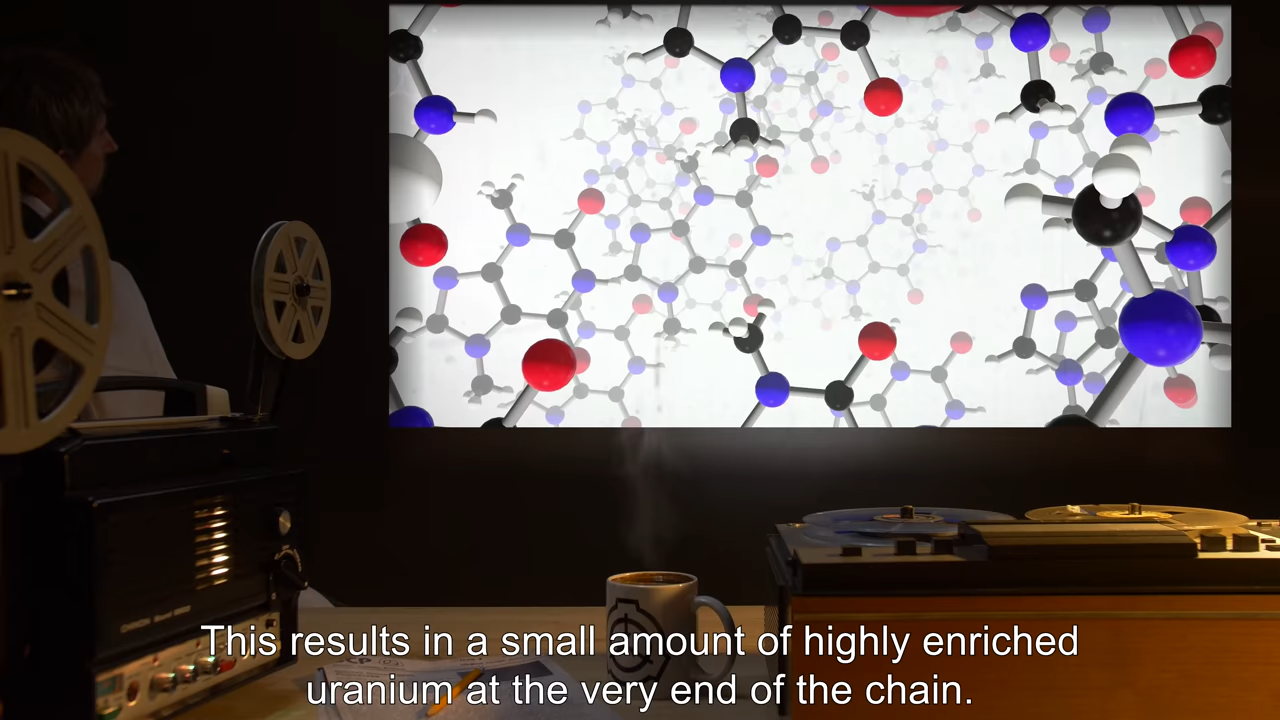 This results in a small amount of highly enriched
uranium at the very end of the chain.